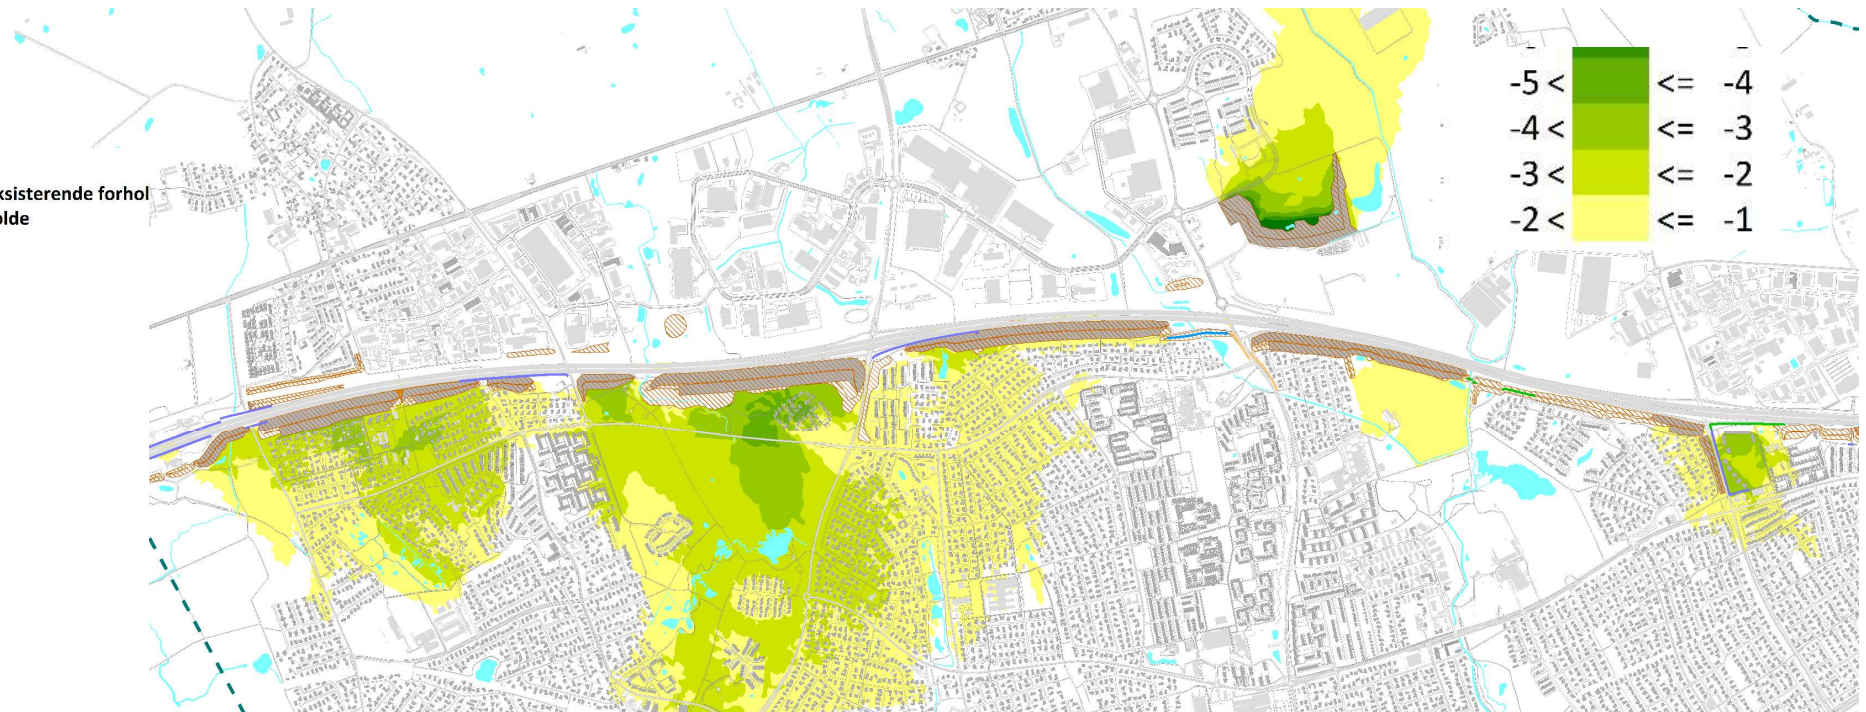 -5 < <= -4
-4 < <= -3
ksisterende forhol
olde
-3 < <= -2
-2 < <= -1